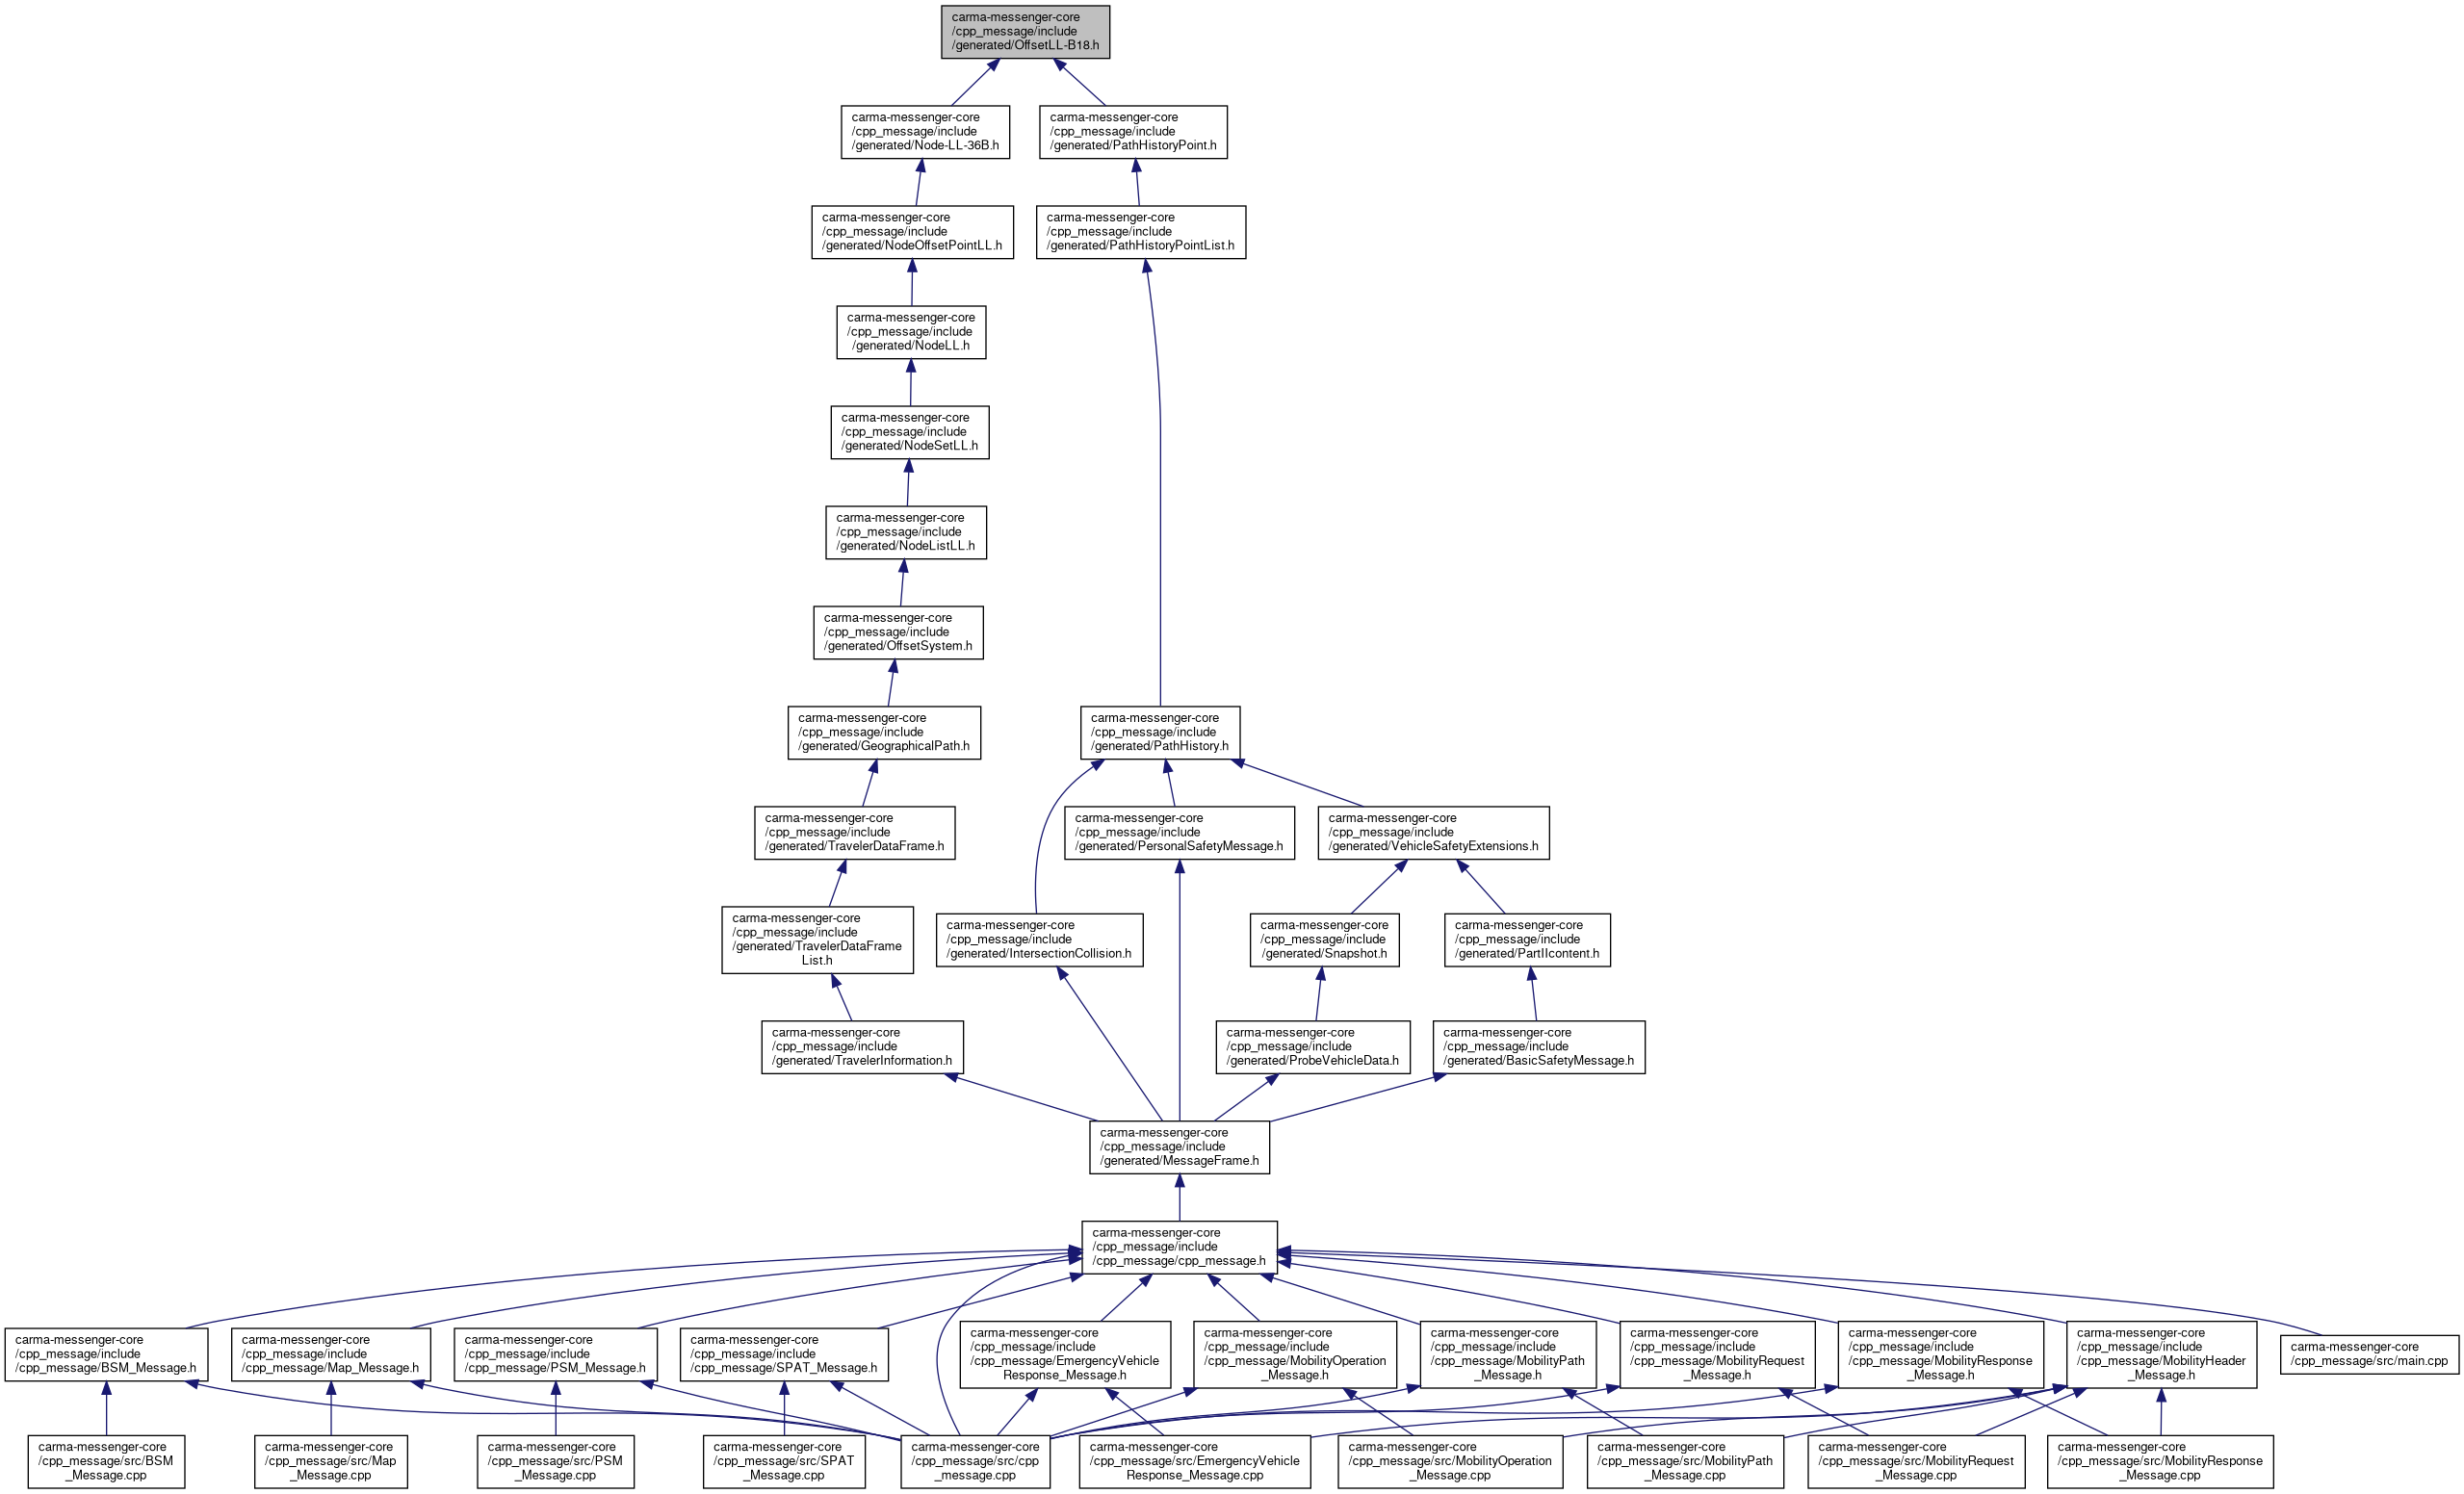 carma-messenger-core
/cpp_message/include
/generated/OffsetLL-B18.h
carma-messenger-core
/cpp_message/include
/generated/Node-LL-36B.h
carma-messenger-core
/cpp_message/include
/generated/PathHistoryPoint.h
carma-messenger-core
/cpp_message/include
/generated/NodeOffsetPointLL.h
carma-messenger-core
/cpp_message/include
/generated/PathHistoryPointList.h
carma-messenger-core
/cpp_message/include
/generated/NodeLL.h
carma-messenger-core
/cpp_message/include
/generated/NodeSetLL.h
carma-messenger-core
/cpp_message/include
/generated/NodeListLL.h
carma-messenger-core
/cpp_message/include
/generated/OffsetSystem.h
carma-messenger-core
/cpp_message/include
/generated/GeographicalPath.h
carma-messenger-core
/cpp_message/include
/generated/PathHistory.h
carma-messenger-core
/cpp_message/include
/generated/TravelerDataFrame.h
carma-messenger-core
/cpp_message/include
/generated/PersonalSafetyMessage.h
carma-messenger-core
/cpp_message/include
/generated/VehicleSafetyExtensions.h
carma-messenger-core
/cpp_message/include
/generated/TravelerDataFrame
List.h
carma-messenger-core
/cpp_message/include
/generated/IntersectionCollision.h
carma-messenger-core
/cpp_message/include
/generated/Snapshot.h
carma-messenger-core
/cpp_message/include
/generated/PartIIcontent.h
carma-messenger-core
/cpp_message/include
/generated/TravelerInformation.h
carma-messenger-core
/cpp_message/include
/generated/ProbeVehicleData.h
carma-messenger-core
/cpp_message/include
/generated/BasicSafetyMessage.h
carma-messenger-core
/cpp_message/include
/generated/MessageFrame.h
carma-messenger-core
/cpp_message/include
/cpp_message/cpp_message.h
carma-messenger-core
/cpp_message/include
/cpp_message/BSM_Message.h
carma-messenger-core
/cpp_message/include
/cpp_message/Map_Message.h
carma-messenger-core
/cpp_message/include
/cpp_message/PSM_Message.h
carma-messenger-core
/cpp_message/include
/cpp_message/SPAT_Message.h
carma-messenger-core
/cpp_message/include
/cpp_message/EmergencyVehicle
Response_Message.h
carma-messenger-core
/cpp_message/include
/cpp_message/MobilityOperation
_Message.h
carma-messenger-core
/cpp_message/include
/cpp_message/MobilityPath
_Message.h
carma-messenger-core
/cpp_message/include
/cpp_message/MobilityRequest
_Message.h
carma-messenger-core
/cpp_message/include
/cpp_message/MobilityResponse
_Message.h
carma-messenger-core
/cpp_message/include
/cpp_message/MobilityHeader
_Message.h
carma-messenger-core
/cpp_message/src/main.cpp
carma-messenger-core
/cpp_message/src/BSM
_Message.cpp
carma-messenger-core
/cpp_message/src/Map
_Message.cpp
carma-messenger-core
/cpp_message/src/PSM
_Message.cpp
carma-messenger-core
/cpp_message/src/SPAT
_Message.cpp
carma-messenger-core
/cpp_message/src/cpp
_message.cpp
carma-messenger-core
/cpp_message/src/EmergencyVehicle
Response_Message.cpp
carma-messenger-core
/cpp_message/src/MobilityOperation
_Message.cpp
carma-messenger-core
/cpp_message/src/MobilityPath
_Message.cpp
carma-messenger-core
/cpp_message/src/MobilityRequest
_Message.cpp
carma-messenger-core
/cpp_message/src/MobilityResponse
_Message.cpp